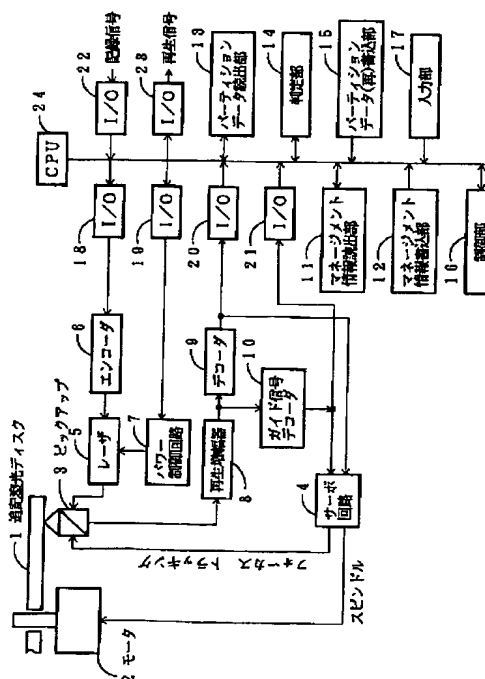 24
CPU
22
I/O
記録信号
23
I/O
再生信号
13
パーティション
データ読出部
14
判定部
15
パーティション
データ(再)書込部
17
入力部
18
I/O
19
I/O
20
I/O
21
I/O
11
マネージメント
情報読出部
12
マネージメント
情報書込部
16
制御部
6
エンコーダ
9
デコーダ
10
ガイド信号
デコーダ
5
レーザ
7
パワー
制御回路
8
再生増幅器
4
サーボ
回路
1 追記型光ディスク
3 ピックアップ
フォーカス トラッキング
スピンドル
2 モータ